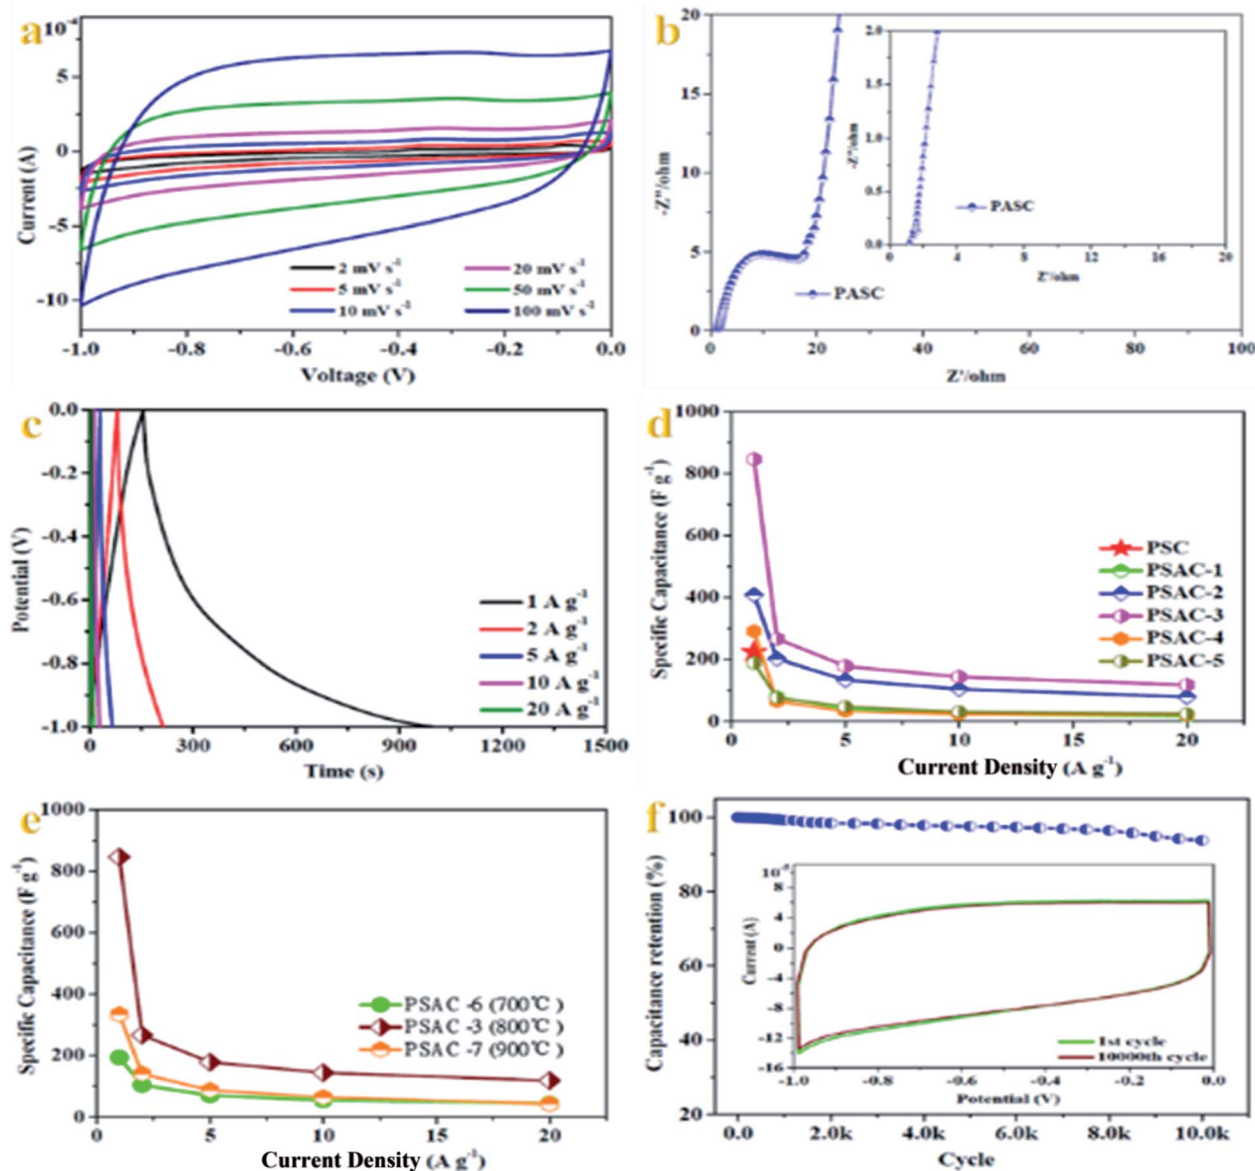 a
10⁻⁴
5
0
-5
-10
Current (A)
2 mV s⁻¹
5 mV s⁻¹
10 mV s⁻¹
20 mV s⁻¹
50 mV s⁻¹
100 mV s⁻¹
-1.0 -0.8 -0.6 -0.4 -0.2 0.0
Voltage (V)
b
20
15
10
5
0
-Z''/ohm
PASC
0 20 40 60 80 100
Z'/ohm
2.0
1.5
1.0
0.5
0.0
-Z''/ohm
PASC
0 4 8 12 16 20
Z'/ohm
c
0.0
-0.2
-0.4
-0.6
-0.8
-1.0
Potential (V)
1 A g⁻¹
2 A g⁻¹
5 A g⁻¹
10 A g⁻¹
20 A g⁻¹
0 300 600 900 1200 1500
Time (s)
d
1000
800
600
400
200
0
Specific Capacitance (F g⁻¹)
PSC
PSAC-1
PSAC-2
PSAC-3
PSAC-4
PSAC-5
0 5 10 15 20
Current Density (A g⁻¹)
e
1000
800
600
400
200
0
Specific Capacitance (F g⁻¹)
PSAC -6 (700℃)
PSAC -3 (800℃)
PSAC -7 (900℃)
0 5 10 15 20
Current Density (A g⁻¹)
f
100
80
60
40
20
Capacitance retention (%)
8
4
0
-4
-8
-12
-16
Current (A)
1st cycle
10000th cycle
-1.0 -0.8 -0.6 -0.4 -0.2 0.0
Potential (V)
0.0 2.0k 4.0k 6.0k 8.0k 10.0k
Cycle